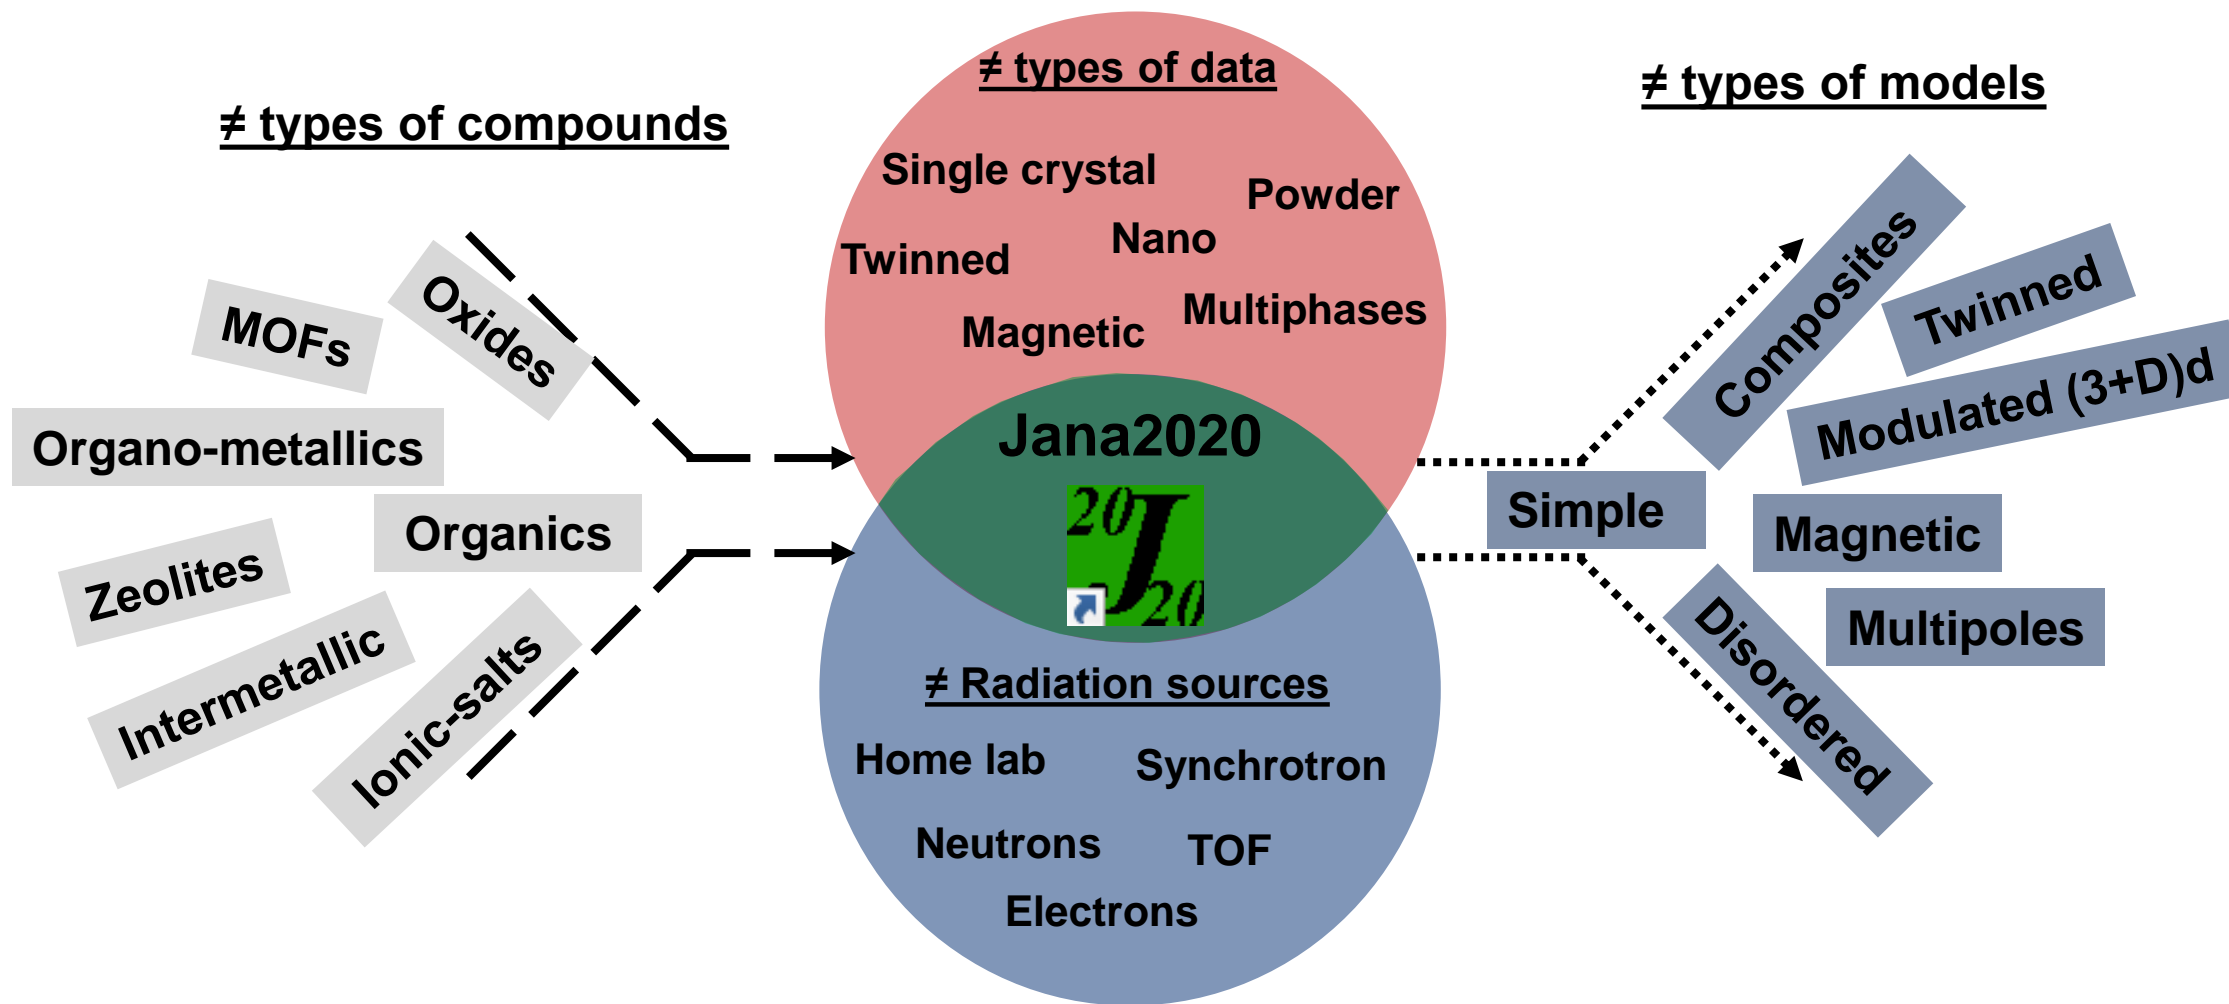 ≠ types of compounds
MOFs
Oxides
Organo-metallics
Organics
Zeolites
Intermetallic
Ionic-salts
≠ types of data
Single crystal
Powder
Nano
Twinned
Multiphases
Magnetic
Jana2020
20
J
20
≠ Radiation sources
Home lab
Synchrotron
Neutrons
TOF
Electrons
≠ types of models
Composites
Twinned
Modulated (3+D)d
Simple
Magnetic
Multipoles
Disordered